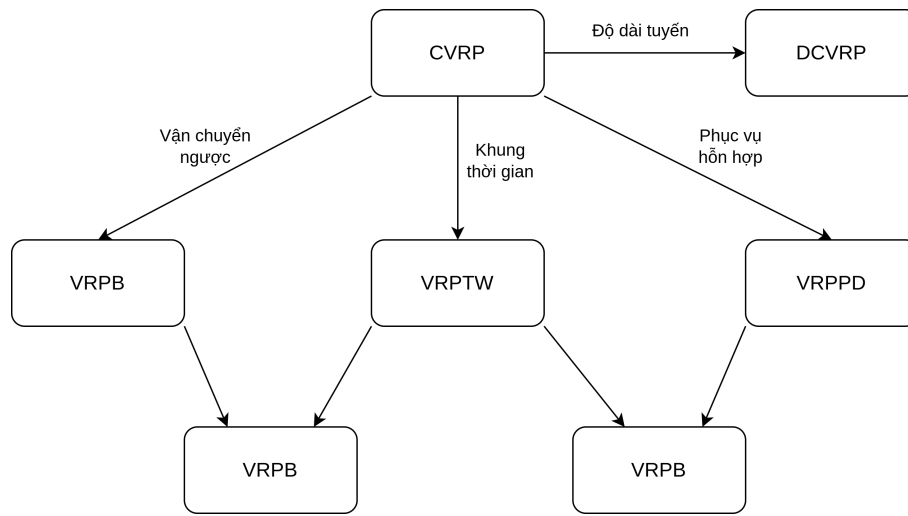 CVRP
Độ dài tuyến
DCVRP
Vận chuyển
ngược
Khung
thời gian
Phục vụ
hỗn hợp
VRPB
VRPTW
VRPPD
VRPB
VRPB